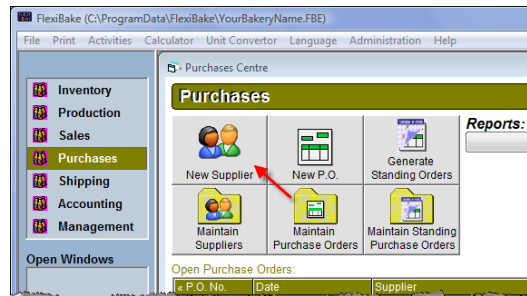 FlexiBake (C:\ProgramData\FlexiBake\YourBakeryName.FBE)
File Print Activities Calculator Unit Convertor Language Administration Help
Purchases Centre
Inventory
Production
Sales
Purchases
Shipping
Accounting
Management
Open Windows
Purchases
Reports:
New Supplier
New P.O.
Generate
Standing Orders
Maintain
Suppliers
Maintain
Purchase Orders
Maintain Standing
Purchase Orders
Open Purchase Orders:
« P.O. No. Date Supplier